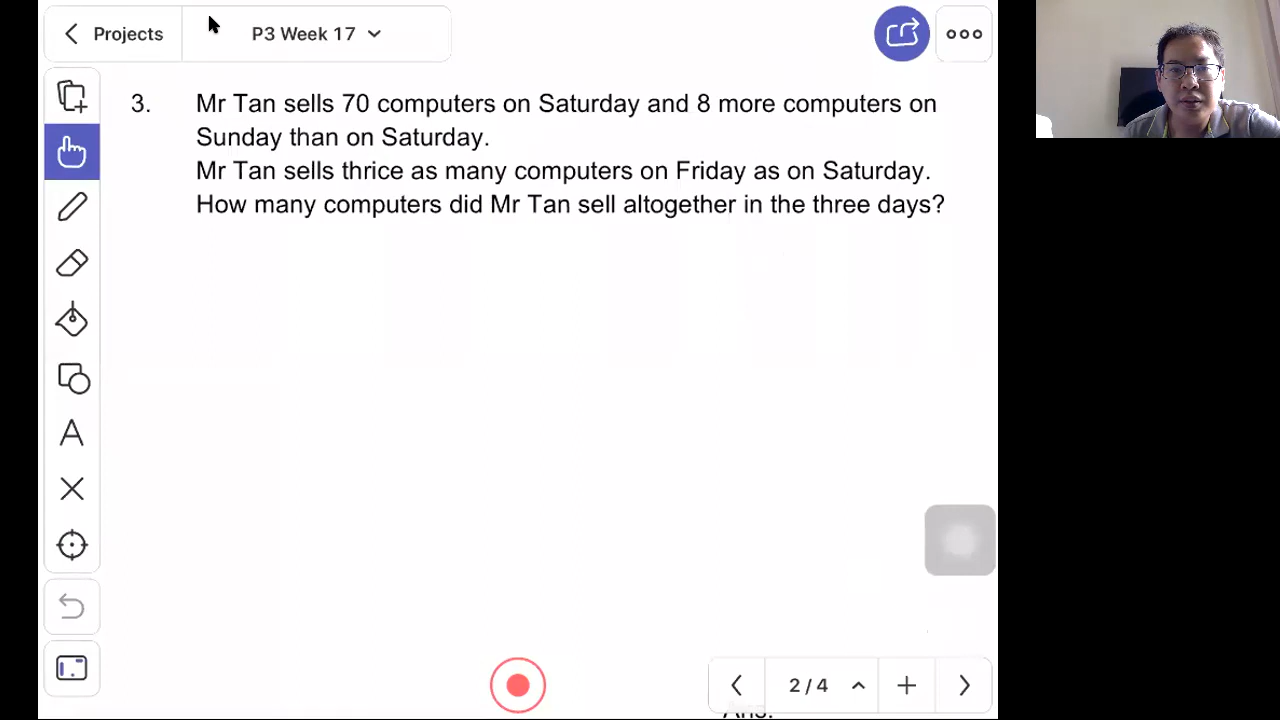 Projects
P3 Week 17
3. Mr Tan sells 70 computers on Saturday and 8 more computers on
Sunday than on Saturday.
Mr Tan sells thrice as many computers on Friday as on Saturday.
How many computers did Mr Tan sell altogether in the three days?
2 / 4
Ans: